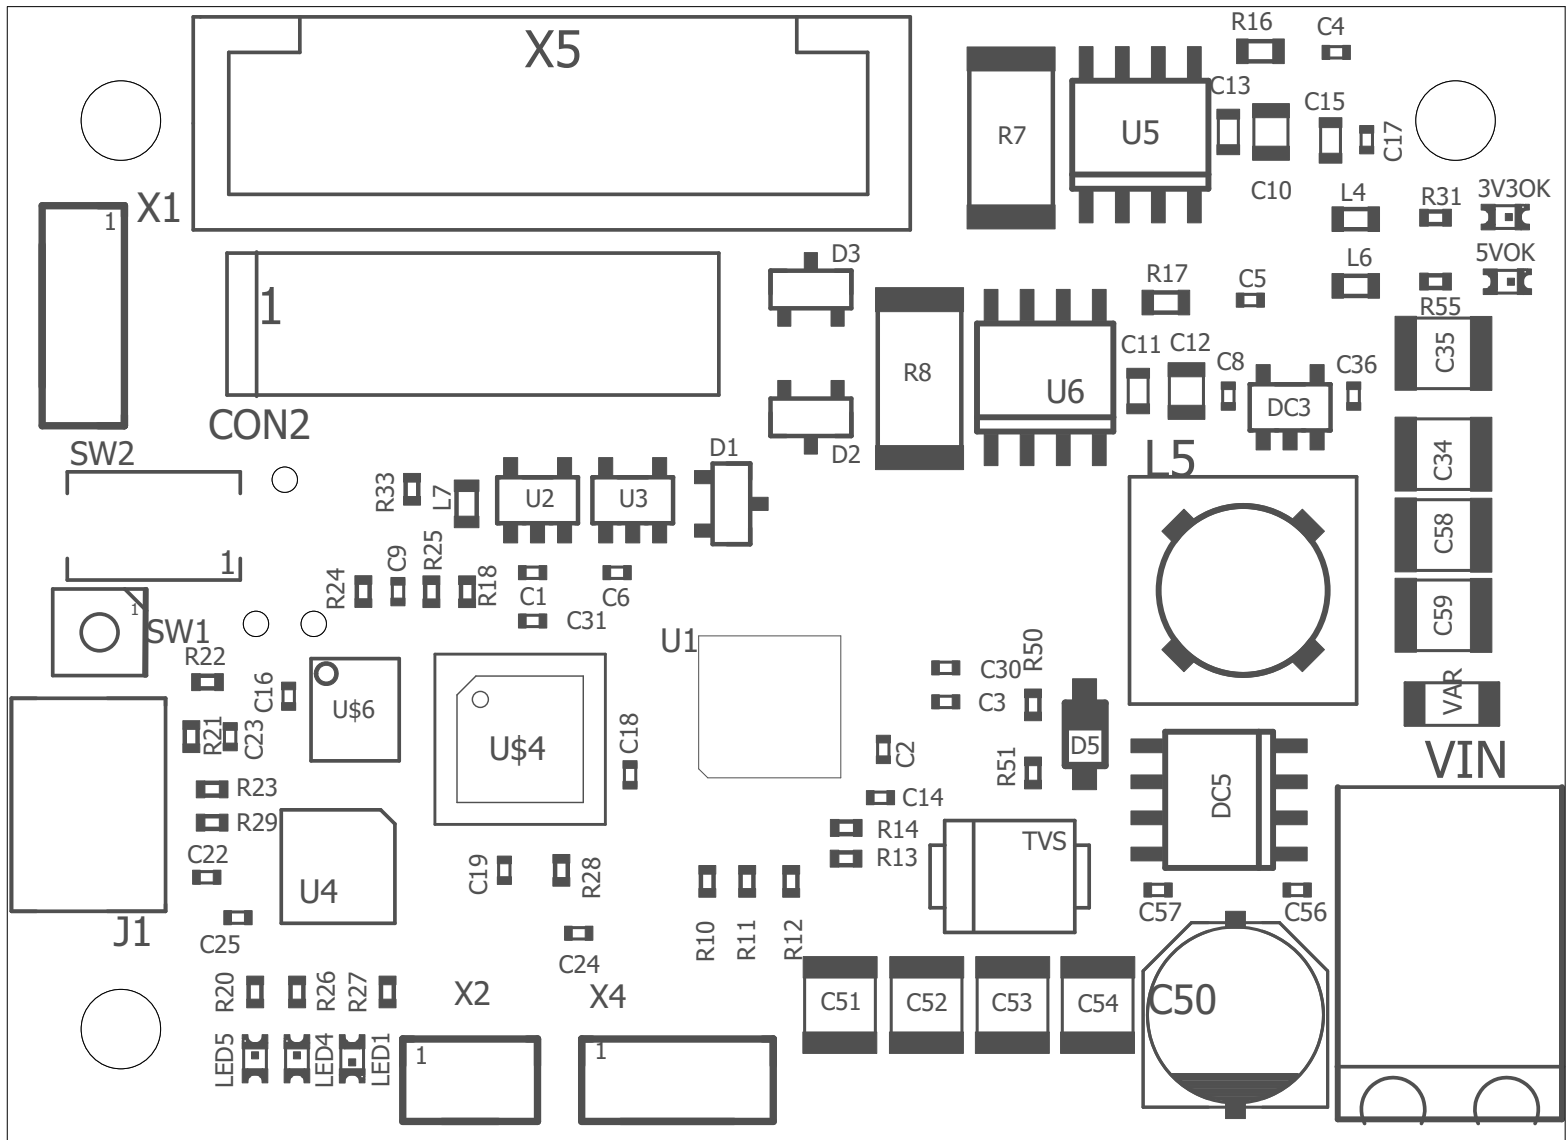 X5
R16
C4
C13
C15
R7
U5
C17
C10
X1
1
L4
R31
3V3OK
D3
L6
5VOK
R17
C5
R55
1
C35
C11
C12
C8
C36
R8
U6
DC3
CON2
D1
D2
SW2
L5
C34
R33
L7
U2
U3
C58
1
R24
C9
R25
R18
C1
C6
C59
1
SW1
C31
U1
R22
C30
R50
C16
C3
VAR
U$6
R21
C23
U$4
C18
C2
R51
D5
VIN
R23
C14
DC5
R29
R14
TVS
C22
C19
R28
R13
U4
C57
C56
J1
C25
R10
R11
R12
C24
R20
R26
R27
X2
X4
C51
C52
C53
C54
C50
LED5
LED4
LED1
1
1